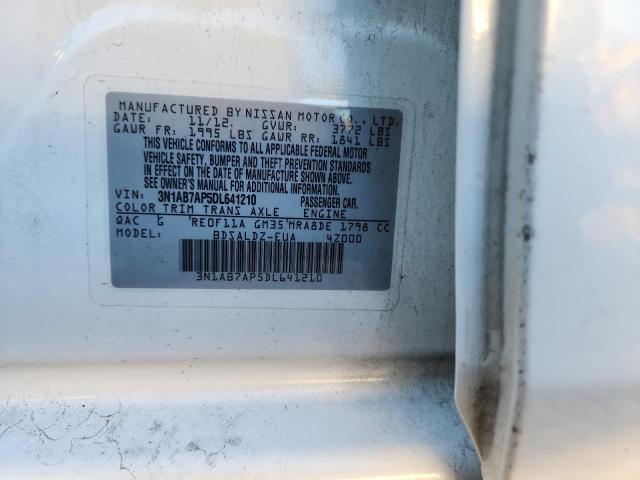 MANUFACTURED BY NISSAN MOTOR CO., LTD.
DATE: 11/12. GVWR: 3772 LBS
GAWR FR: 1995 LBS GAWR RR: 1841 LBS
THIS VEHICLE CONFORMS TO ALL APPLICABLE FEDERAL MOTOR
VEHICLE SAFETY, BUMPER AND THEFT PREVENTION STANDARDS
IN EFFECT ON THE DATE OF MANUFACTURE SHOWN ABOVE.
SEE OWNER'S MANUAL FOR ADDITIONAL INFORMATION.
VIN: 3N1AB7AP5DL641210 PASSENGER CAR.
COLOR TRIM TRANS AXLE ENGINE
QAC G RE0F11A GM35 MRA8DE 1798 CC
MODEL: BDSALDZ-EUA 4Z000
3N1AB7AP5DL641210